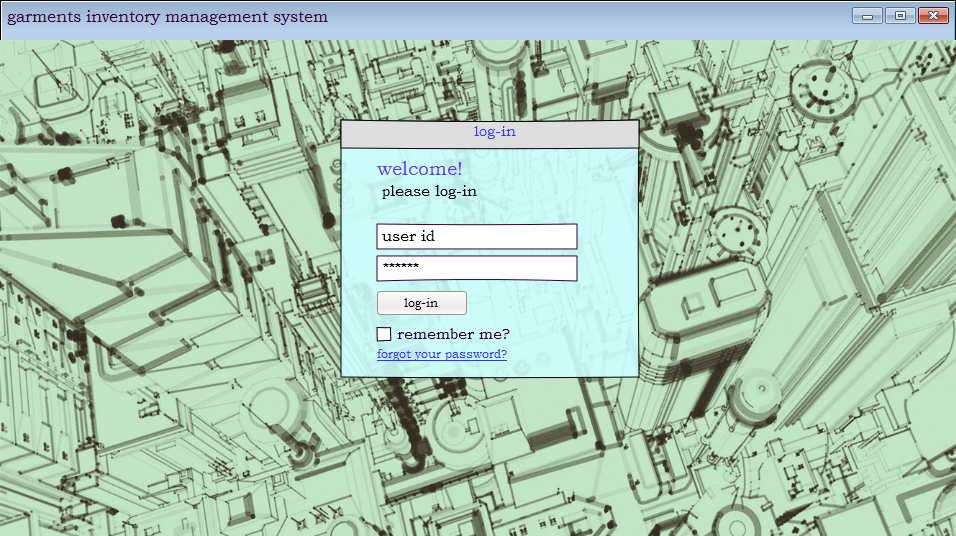 garments inventory management system
log-in
welcome!
please log-in
user id
******
log-in
remember me?
forgot your password?